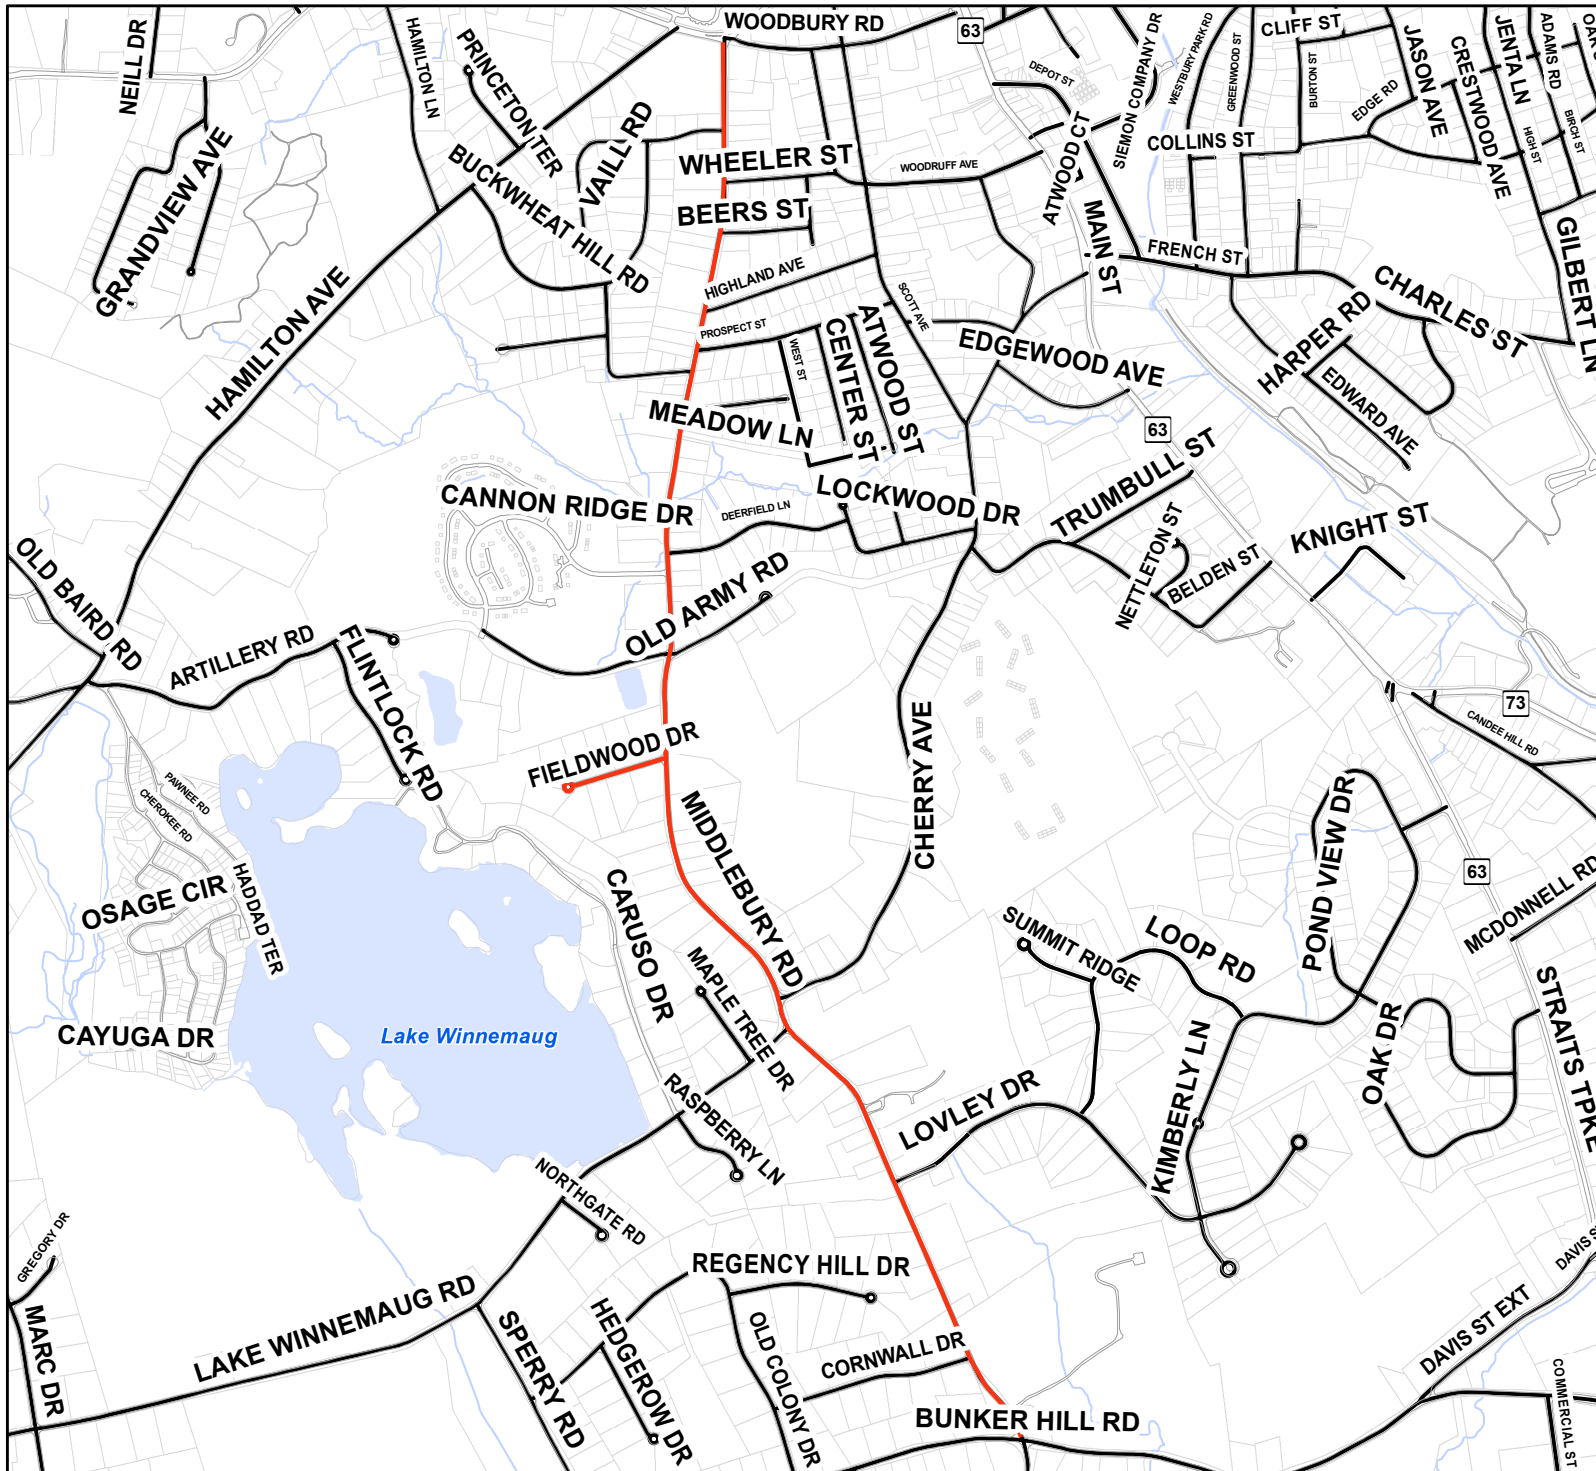 WOODBURY RD
63
NEILL DR
HAMILTON LN
PRINCETON TER
DEPOT ST
SIEMON COMPANY DR
WESTBURY PARK RD
GREENWOOD ST
CLIFF ST
BURTON ST
EDGE RD
JASON AVE
CRESTWOOD AVE
JENTA LN
ADAMS RD
HIGH ST
BIRCH ST
GRANDVIEW AVE
BUCKWHEAT HILL RD
VAILL RD
WHEELER ST
WOODRUFF AVE
ATWOOD CT
COLLINS ST
BEERS ST
MAIN ST
FRENCH ST
GILBERT LN
HAMILTON AVE
HIGHLAND AVE
SCOTT AVE
CHARLES ST
PROSPECT ST
WEST ST
CENTER ST
ATWOOD ST
EDGEWOOD AVE
HARPER RD
EDWARD AVE
MEADOW LN
63
CANNON RIDGE DR
DEERFIELD LN
LOCKWOOD DR
TRUMBULL ST
NETTLETON ST
BELDEN ST
KNIGHT ST
OLD BAIRD RD
ARTILLERY RD
FLINTLOCK RD
OLD ARMY RD
FIELDWOOD DR
CHERRY AVE
73
CANDEE HILL RD
PAWNEE RD
CHEROKEE RD
MIDDLEBURY RD
POND VIEW DR
63
OSAGE CIR
HADDAD TER
CARUSO DR
SUMMIT RIDGE
LOOP RD
MCDONNELL RD
MAPLE TREE DR
STRAITS TPKE
CAYUGA DR
Lake Winnemaug
KIMBERLY LN
OAK DR
RASPBERRY LN
LOVLEY DR
NORTHGATE RD
GREGORY DR
REGENCY HILL DR
MARC DR
LAKE WINNEMAUG RD
SPERRY RD
HEDGEROW DR
OLD COLONY DR
CORNWALL DR
DAVIS ST EXT
BUNKER HILL RD
COMMERCIAL ST